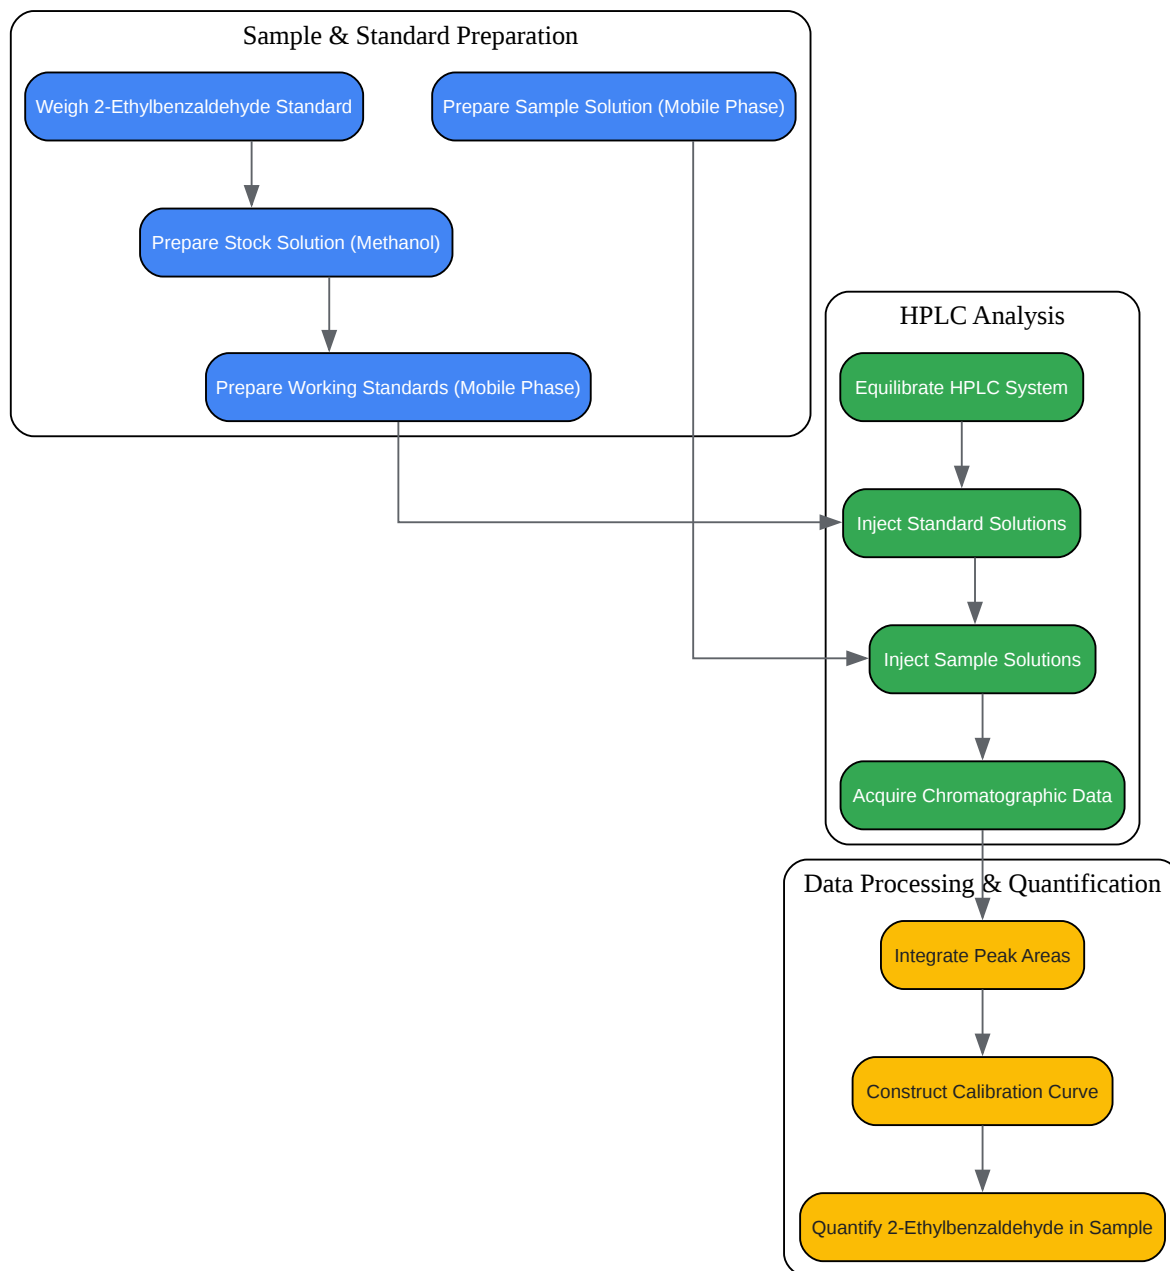 Sample & Standard Preparation
Weigh 2-Ethylbenzaldehyde Standard
Prepare Sample Solution (Mobile Phase)
Prepare Stock Solution (Methanol)
Prepare Working Standards (Mobile Phase)
HPLC Analysis
Equilibrate HPLC System
Inject Standard Solutions
Inject Sample Solutions
Acquire Chromatographic Data
Data Processing & Quantification
Integrate Peak Areas
Construct Calibration Curve
Quantify 2-Ethylbenzaldehyde in Sample